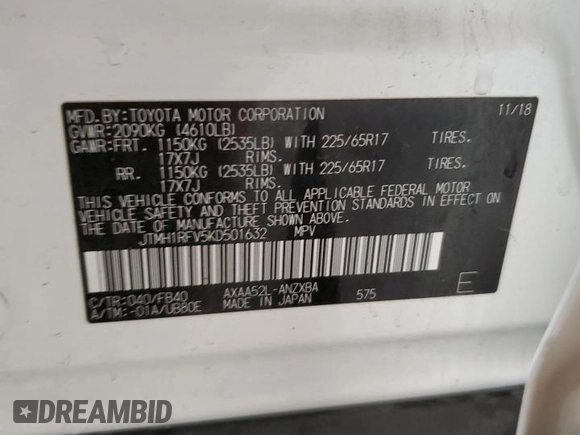 MFD.BY:TOYOTA MOTOR CORPORATION 11/18
GVWR:2090KG (4610LB)
GAWR:FRT. 1150KG (2535LB) WITH 225/65R17 TIRES.
17X7J RIMS.
RR. 1150KG (2535LB) WITH 225/65R17 TIRES.
17X7J RIMS.
THIS VEHICLE CONFORMS TO ALL APPLICABLE FEDERAL MOTOR
VEHICLE SAFETY AND THEFT PREVENTION STANDARDS IN EFFECT ON
THE DATE OF MANUFACTURE SHOWN ABOVE.
JTMH1RFV5KD501632 MPV
C/TR:040/FB40 AXAA52L-ANZXBA 575 E
A/TM:-01A/UB80E MADE IN JAPAN
DREAMBID